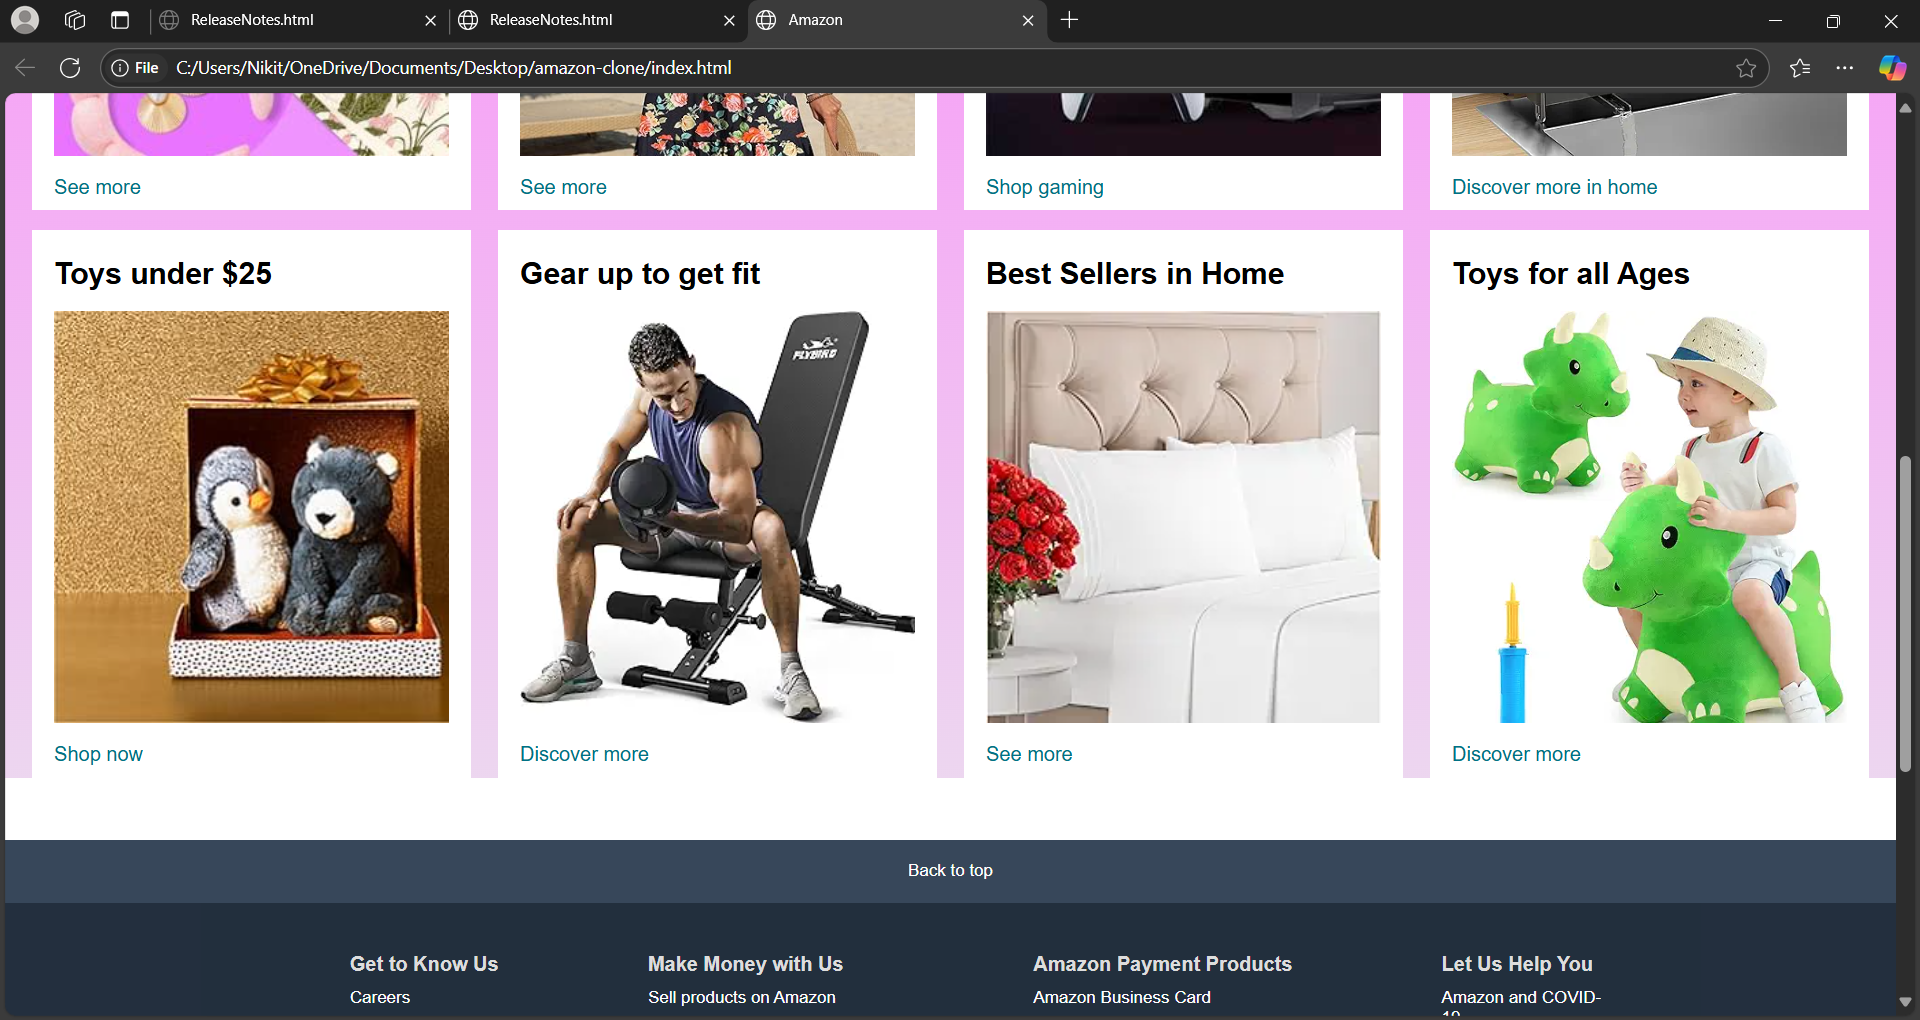 ReleaseNotes.html
ReleaseNotes.html
Amazon
File
C:/Users/Nikit/OneDrive/Documents/Desktop/amazon-clone/index.html
See more
See more
Shop gaming
Discover more in home
Toys under $25
Gear up to get fit
Best Sellers in Home
Toys for all Ages
FLYBIRD
Shop now
Discover more
See more
Discover more
Back to top
Get to Know Us
Make Money with Us
Amazon Payment Products
Let Us Help You
Careers
Sell products on Amazon
Amazon Business Card
Amazon and COVID-
19